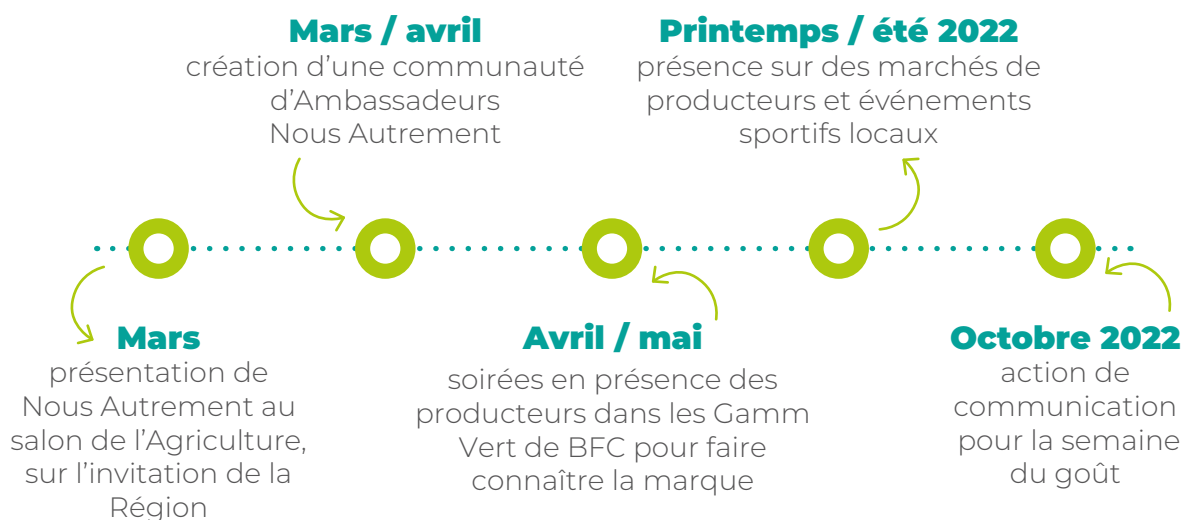 Mars / avril
création d’une communauté
d’Ambassadeurs
Nous Autrement
Printemps / été 2022
présence sur des marchés de
producteurs et événements
sportifs locaux
Mars
présentation de
Nous Autrement au
salon de l’Agriculture,
sur l’invitation de la
Région
Avril / mai
soirées en présence des
producteurs dans les Gamm
Vert de BFC pour faire
connaître la marque
Octobre 2022
action de
communication
pour la semaine
du goût